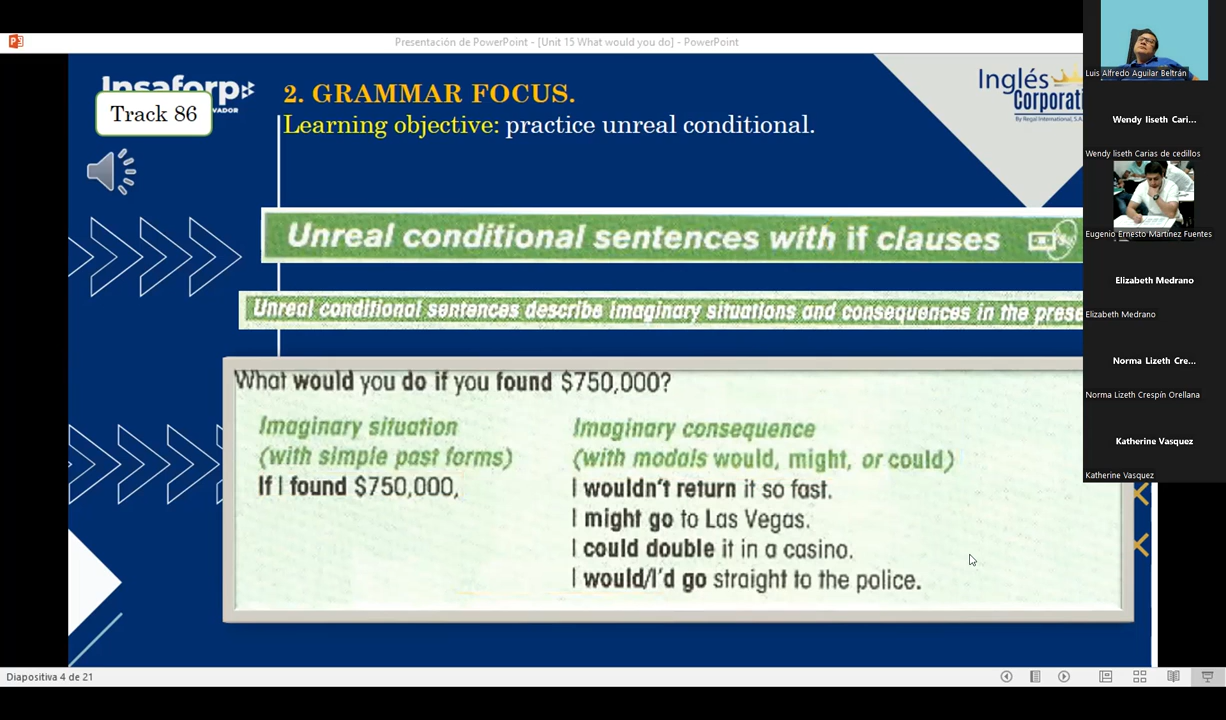 Presentación de PowerPoint - [Unit 15 What would you do] - PowerPoint
Insaforp
VADOR
Track 86
2. GRAMMAR FOCUS.
Learning objective: practice unreal conditional.
Inglés
Corporati
By Regal International, S.A.
Unreal conditional sentences with if clauses
Unreal conditional sentences describe imaginary situations and consequences in the prese
What would you do if you found $750,000?
Imaginary situation
(with simple past forms)
If I found $750,000,
Imaginary consequence
(with modals would, might, or could)
I wouldn't return it so fast.
I might go to Las Vegas.
I could double it in a casino.
I would/I'd go straight to the police.
Luis Alfredo Aguilar Beltrán
Wendy liseth Cari...
Wendy liseth Carias de cedillos
Eugenio Ernesto Martínez Fuentes
Elizabeth Medrano
Elizabeth Medrano
Norma Lizeth Cre...
Norma Lizeth Crespín Orellana
Katherine Vasquez
Katherine Vasquez
Diapositiva 4 de 21